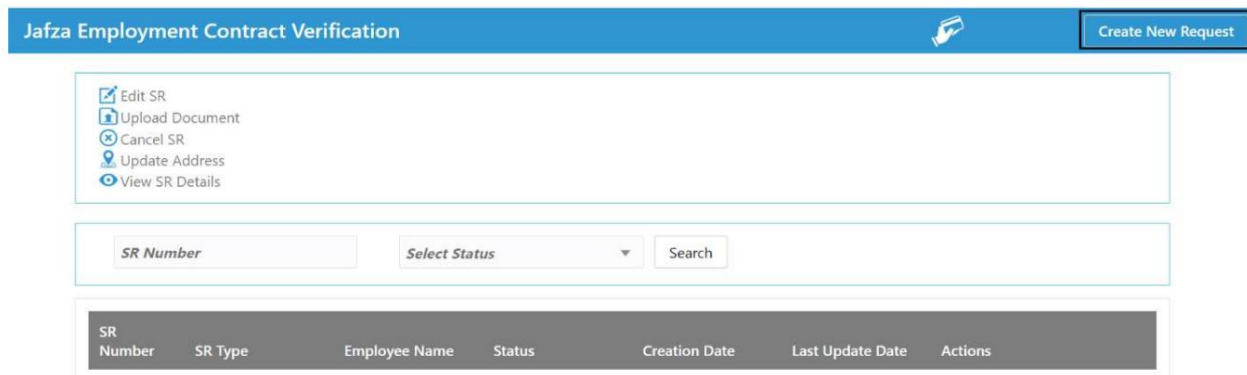 Jafza Employment Contract Verification
Create New Request
Edit SR
Upload Document
Cancel SR
Update Address
View SR Details
SR Number
Select Status
Search
SR
Number SR Type Employee Name Status Creation Date Last Update Date Actions